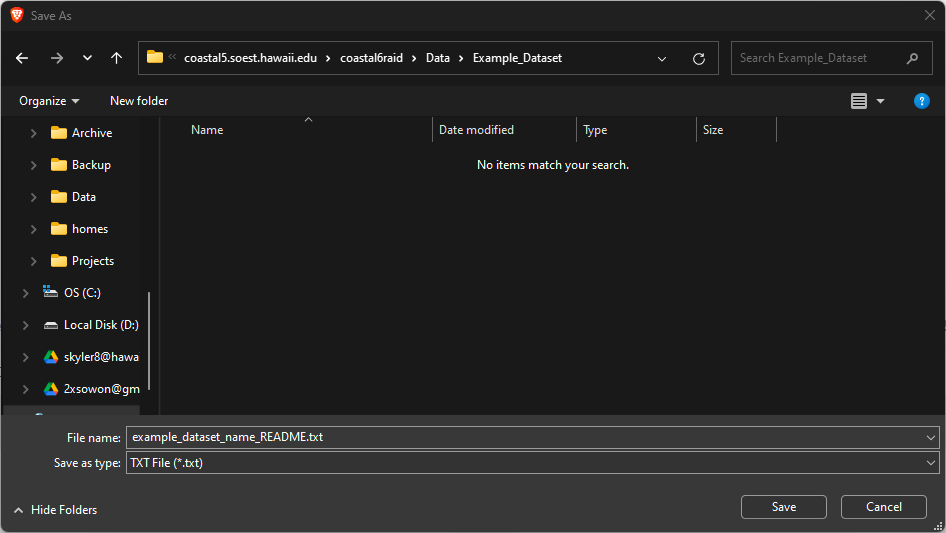 Save As
« coastal5.soest.hawaii.edu › coastal6raid › Data › Example_Dataset
Search Example_Dataset
Organize New folder
?
Name Date modified Type Size
No items match your search.
Archive
Backup
Data
homes
Projects
OS (C:)
Local Disk (D:)
skyler8@hawa
2xsowon@gm
File name: example_dataset_name_README.txt
Save as type: TXT File (*.txt)
Hide Folders Save Cancel